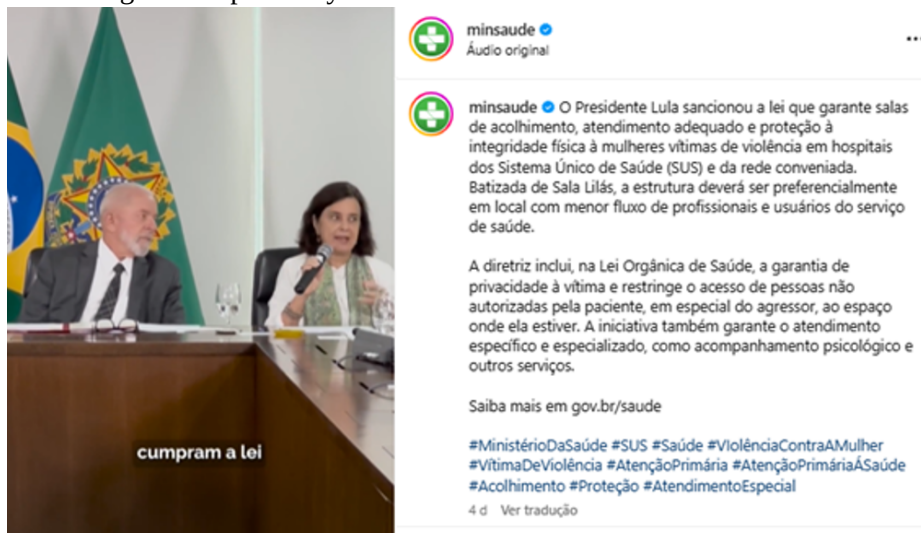 minsaude
Áudio original
minsaude O Presidente Lula sancionou a lei que garante salas
de acolhimento, atendimento adequado e proteção à
integridade física à mulheres vítimas de violência em hospitais
dos Sistema Único de Saúde (SUS) e da rede conveniada.
Batizada de Sala Lilás, a estrutura deverá ser preferencialmente
em local com menor fluxo de profissionais e usuários do serviço
de saúde.
A diretriz inclui, na Lei Orgânica de Saúde, a garantia de
privacidade à vítima e restringe o acesso de pessoas não
autorizadas pela paciente, em especial do agressor, ao espaço
onde ela estiver. A iniciativa também garante o atendimento
específico e especializado, como acompanhamento psicológico e
outros serviços.
Saiba mais em gov.br/saude
#MinistérioDaSaúde #SUS #Saúde #VIolênciaContraAMulher
#VítimaDeViolência #AtençãoPrimária #AtençãoPrimáriaÁSaúde
#Acolhimento #Proteção #AtendimentoEspecial
4 d Ver tradução
cumpram a lei